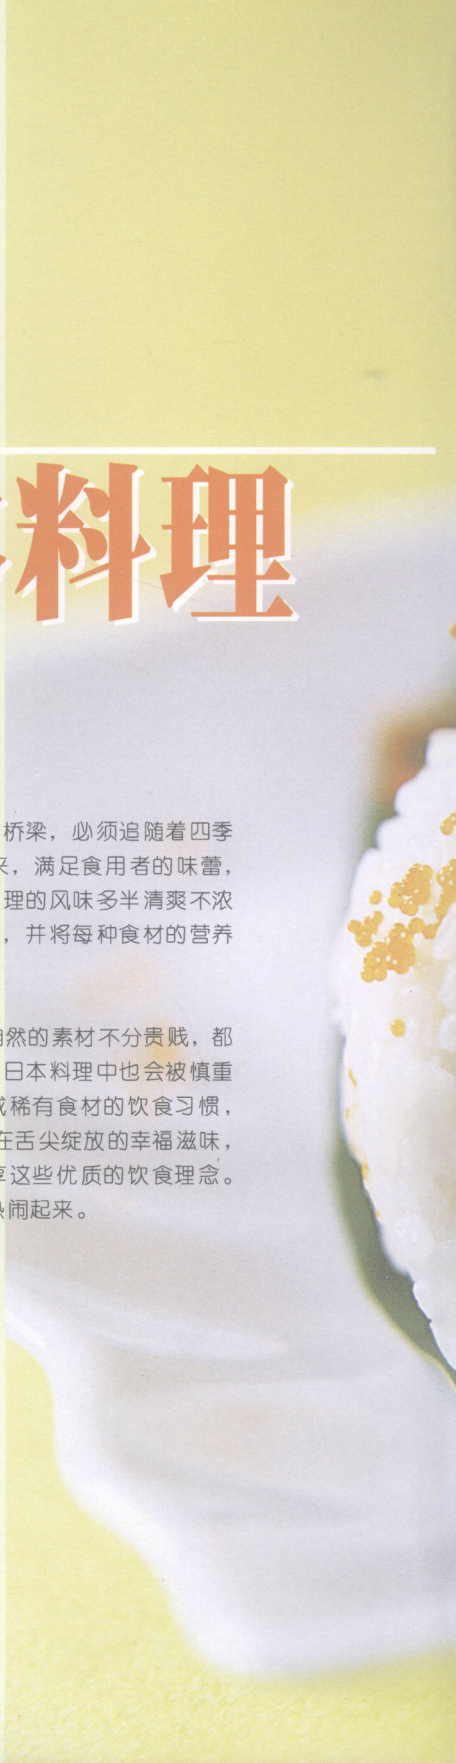 料理
桥梁，必须追随着四季
来，满足食用者的味蕾，
理的风味多半清爽不浓
，并将每种食材的营养
自然的素材不分贵贱，都
日本料理中也会被慎重
或稀有食材的饮食习惯，
在舌尖绽放的幸福滋味，
享这些优质的饮食理念。
热闹起来。